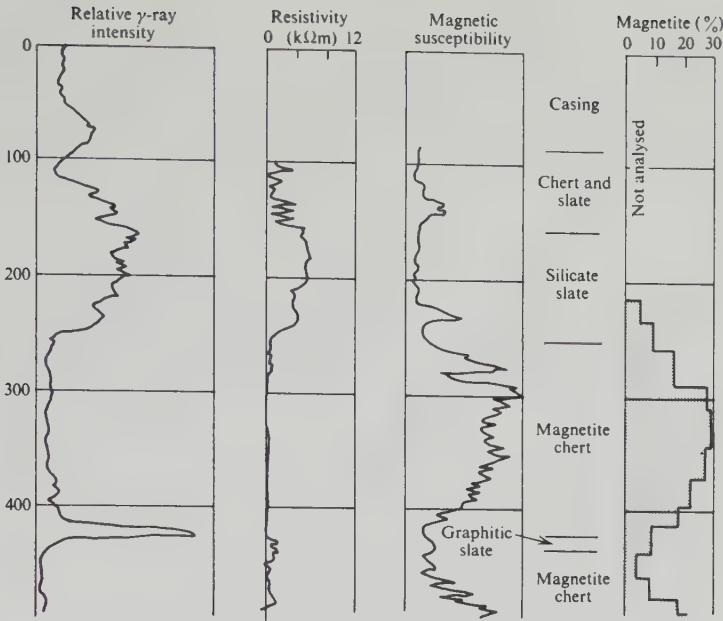 Relative γ-ray
intensity
Resistivity
0 (kΩm) 12
Magnetic
susceptibility
Magnetite (%)
0 10 20 30
0
100
200
300
400
Casing
Chert and
slate
Silicate
slate
Magnetite
chert
Graphitic
slate
Magnetite
chert
Not analysed